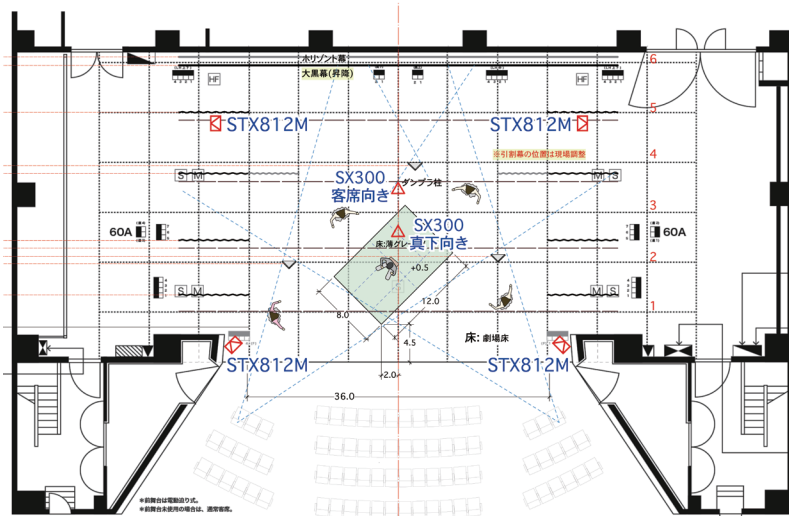 ホリゾント幕
6
大黒幕(昇降)
HF
HF
5
STX812M
STX812M
※引割幕の位置は現場調整
4
S M
M S
SX300
客席向き
ダンプラ柱
3
60A
SX300
真下向き
60A
床:薄グレ
2
+0.5
S M
12.0
M S
1
8.0
4.5
床: 劇場床
STX812M
STX812M
2.0
36.0
※前舞台は電動迫り式。
※前舞台未使用の場合は、通常客席。